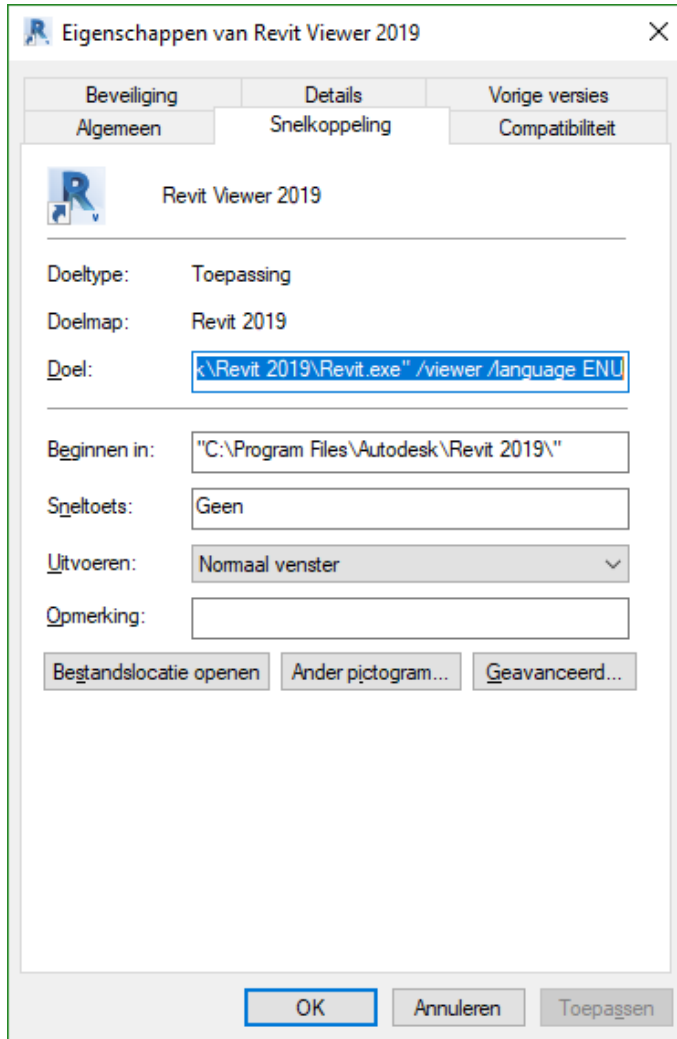 Eigenschappen van Revit Viewer 2019
Beveiliging Details Vorige versies
Algemeen Snelkoppeling Compatibiliteit
Revit Viewer 2019
Doeltype: Toepassing
Doelmap: Revit 2019
Doel: k\Revit 2019\Revit.exe" /viewer /language ENU
Beginnen in: "C:\Program Files\Autodesk\Revit 2019\"
Sneltoets: Geen
Uitvoeren: Normaal venster
Opmerking:
Bestandslocatie openen Ander pictogram... Geavanceerd...
OK Annuleren Toepassen